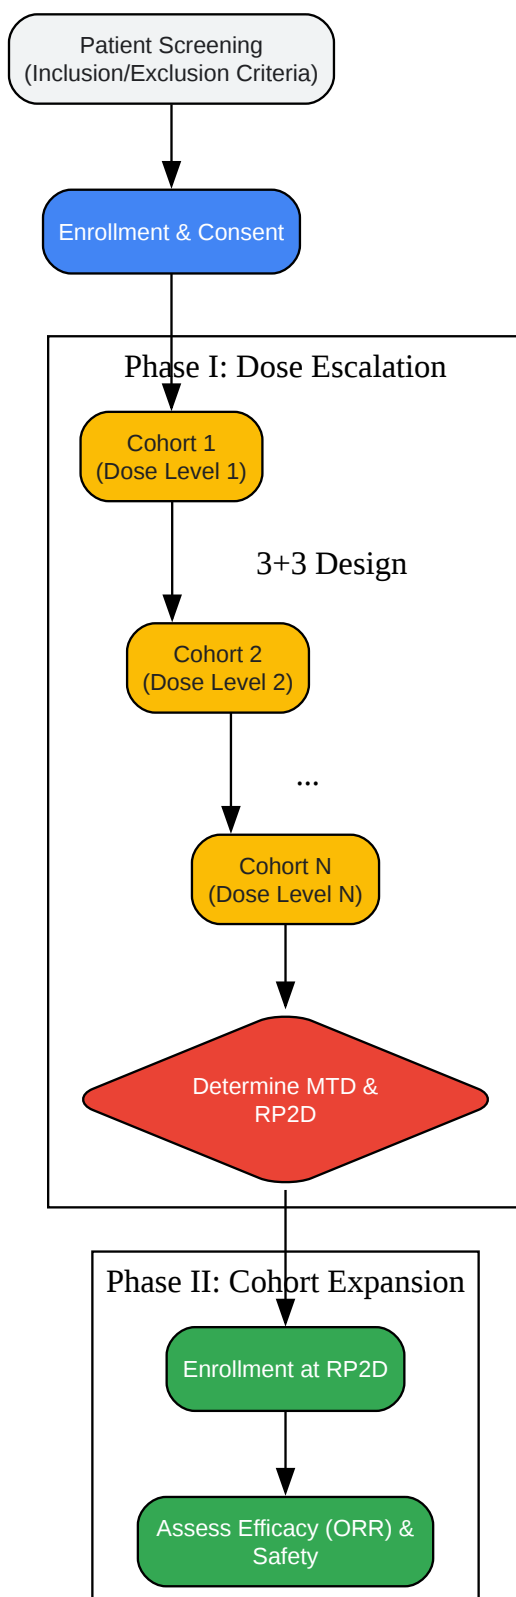 Patient Screening
(Inclusion/Exclusion Criteria)
Enrollment & Consent
Phase I: Dose Escalation
Cohort 1
(Dose Level 1)
3+3 Design
Cohort 2
(Dose Level 2)
...
Cohort N
(Dose Level N)
Determine MTD &
RP2D
Phase II: Cohort Expansion
Enrollment at RP2D
Assess Efficacy (ORR) &
Safety